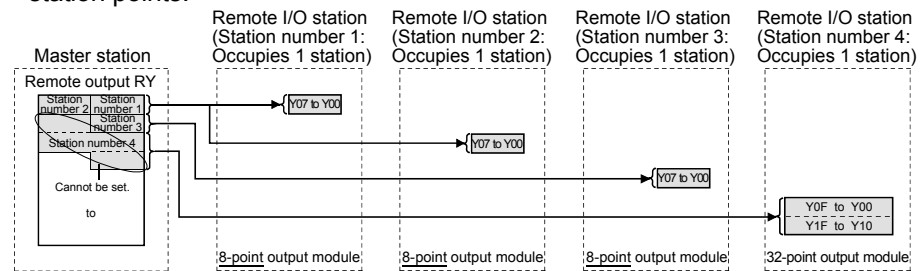 station points.
Master station
Remote output RY
Station number 2
Station number 1
Station number 3
Station number 4
Cannot be set.
to
Remote I/O station
(Station number 1:
Occupies 1 station)
Y07 to Y00
8-point output module
Remote I/O station
(Station number 2:
Occupies 1 station)
Y07 to Y00
8-point output module
Remote I/O station
(Station number 3:
Occupies 1 station)
Y07 to Y00
8-point output module
Remote I/O station
(Station number 4:
Occupies 1 station)
Y0F to Y00
Y1F to Y10
32-point output module